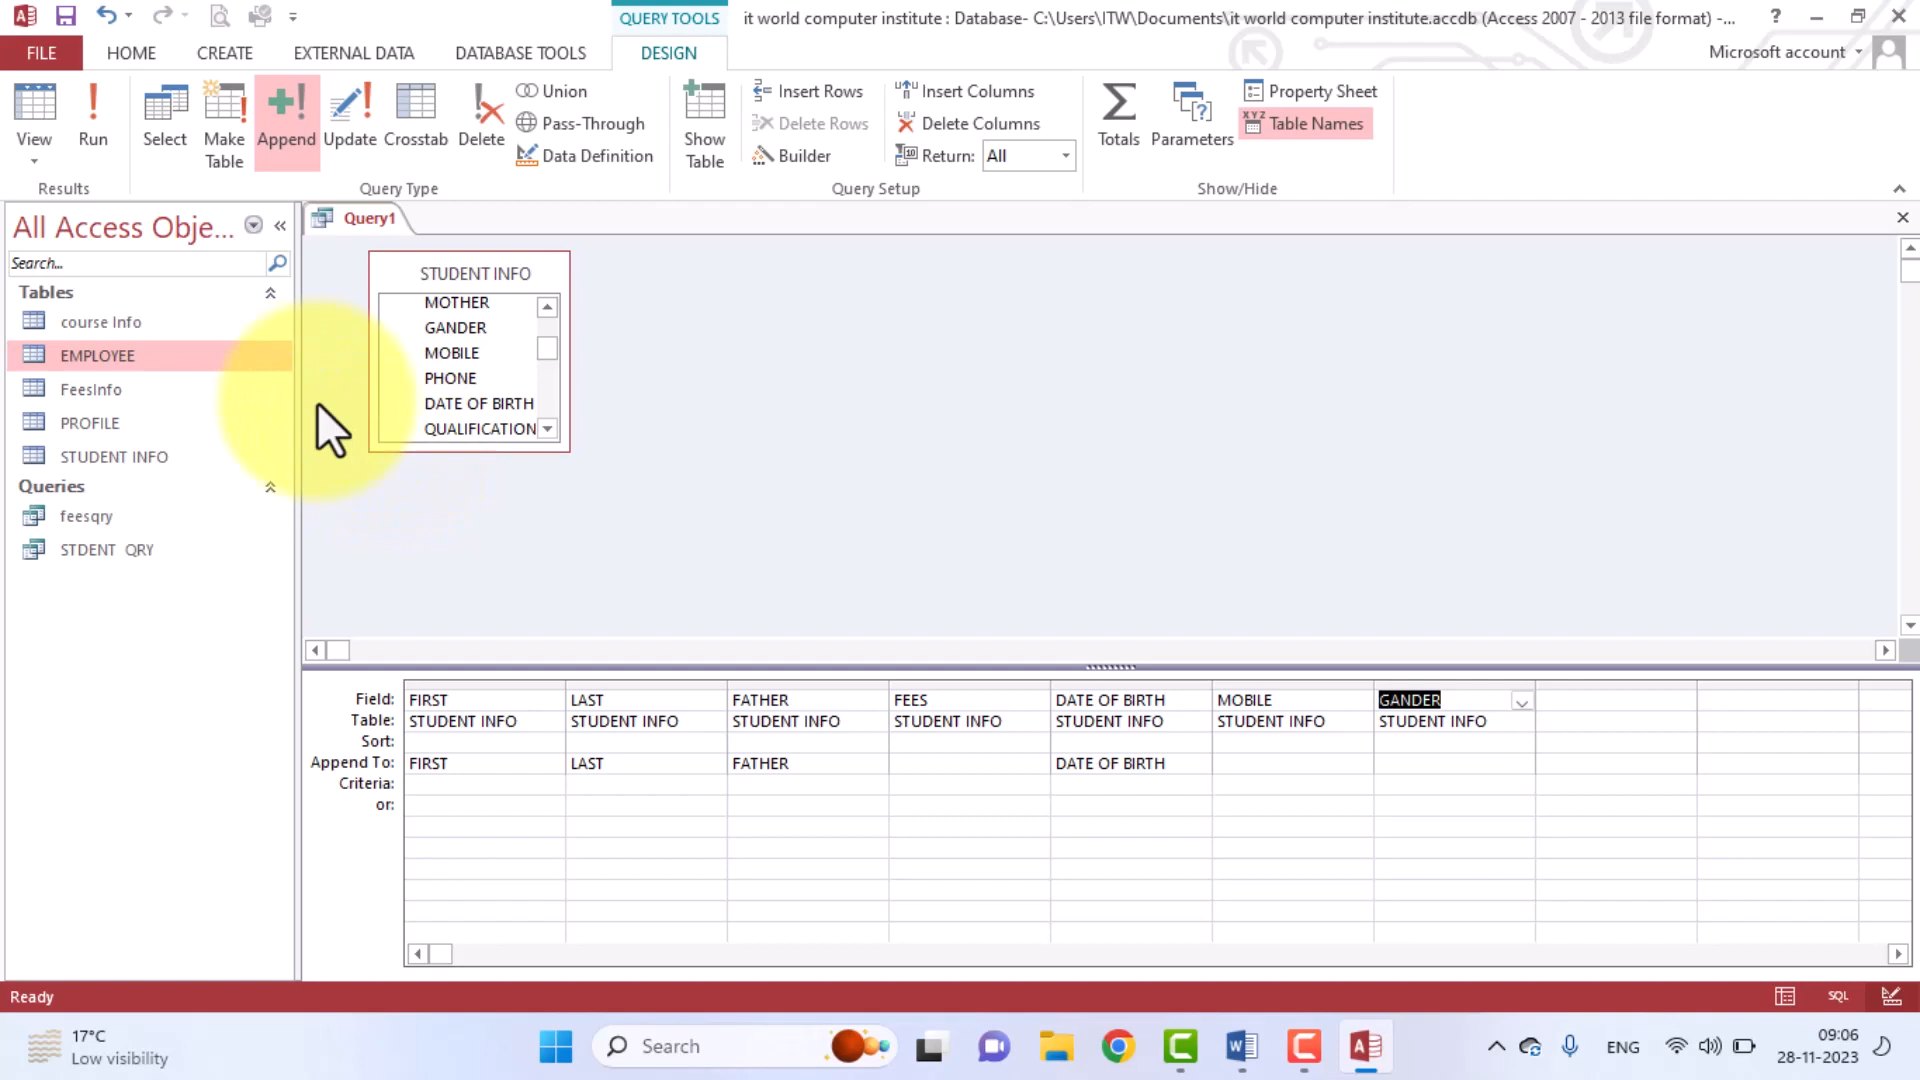 QUERY TOOLS
it world computer institute : Database- C:\Users\ITW\Documents\it world computer institute.accdb (Access 2007 - 2013 file format) -...
?
FILE
HOME
CREATE
EXTERNAL DATA
DATABASE TOOLS
DESIGN
Microsoft account
View
Run
Select
Make Table
Append
Update
Crosstab
Delete
Union
Pass-Through
Data Definition
Show Table
Insert Rows
Delete Rows
Builder
Insert Columns
Delete Columns
Return: All
Totals
Parameters
Property Sheet
Table Names
Results
Query Type
Query Setup
Show/Hide
All Access Obje...
Search...
Tables
course Info
EMPLOYEE
FeesInfo
PROFILE
STUDENT INFO
Queries
feesqry
STDENT QRY
Query1
STUDENT INFO
MOTHER
GANDER
MOBILE
PHONE
DATE OF BIRTH
QUALIFICATION
Field: FIRST LAST FATHER FEES DATE OF BIRTH MOBILE GANDER
Table: STUDENT INFO STUDENT INFO STUDENT INFO STUDENT INFO STUDENT INFO STUDENT INFO STUDENT INFO
Sort:
Append To: FIRST LAST FATHER DATE OF BIRTH
Criteria:
or:
Ready
SQL
17°C
Low visibility
Search
ENG
09:06
28-11-2023